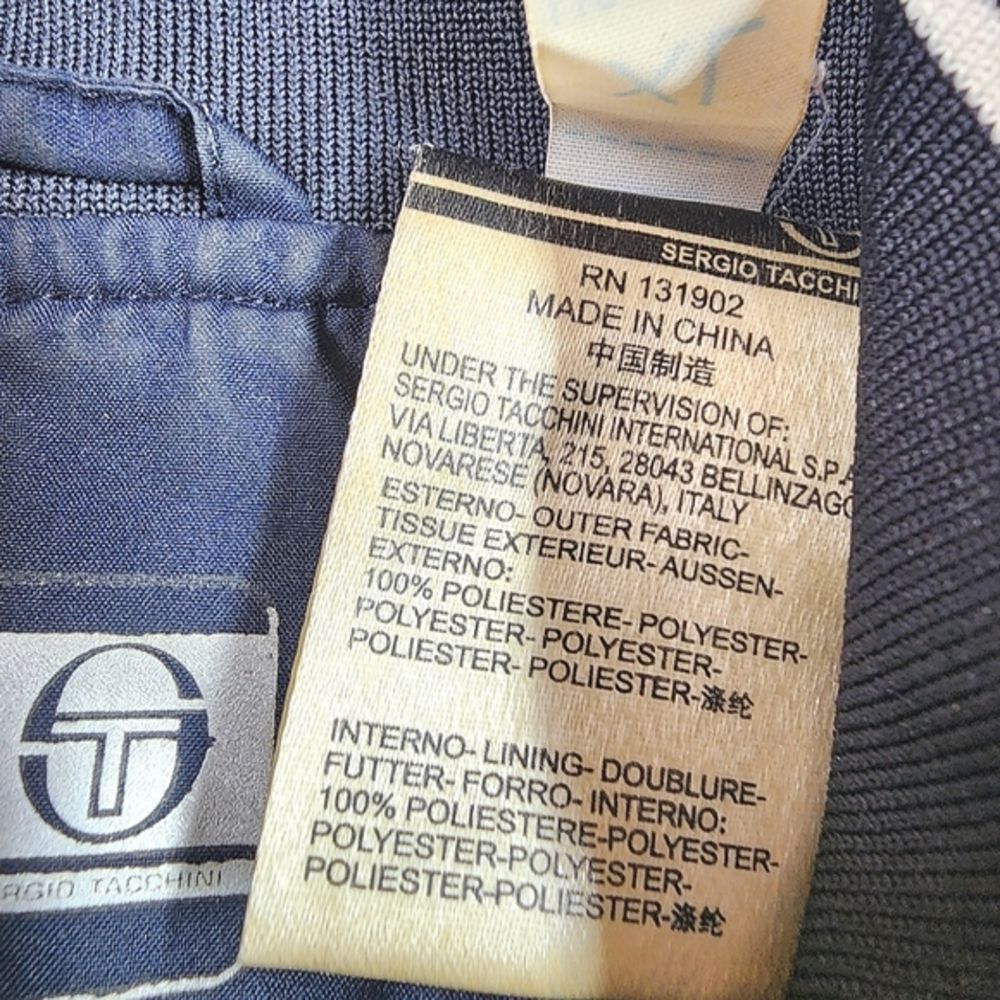 SERGIO TACCHI
RN 131902
MADE IN CHINA
中国制造
UNDER THE SUPERVISION OF:
SERGIO TACCHINI INTERNATIONAL S.P.A
VIA LIBERTA, 215, 28043 BELLINZAGO
NOVARESE (NOVARA), ITALY
ESTERNO- OUTER FABRIC-
TISSUE EXTERIEUR- AUSSEN-
EXTERNO:
100% POLIESTERE- POLYESTER-
POLYESTER- POLYESTER-
POLIESTER- POLIESTER-涤纶
INTERNO- LINING- DOUBLURE-
FUTTER- FORRO- INTERNO:
100% POLIESTERE-POLYESTER-
POLYESTER-POLYESTER-
POLIESTER-POLIESTER-涤纶
RGIO TACCHINI